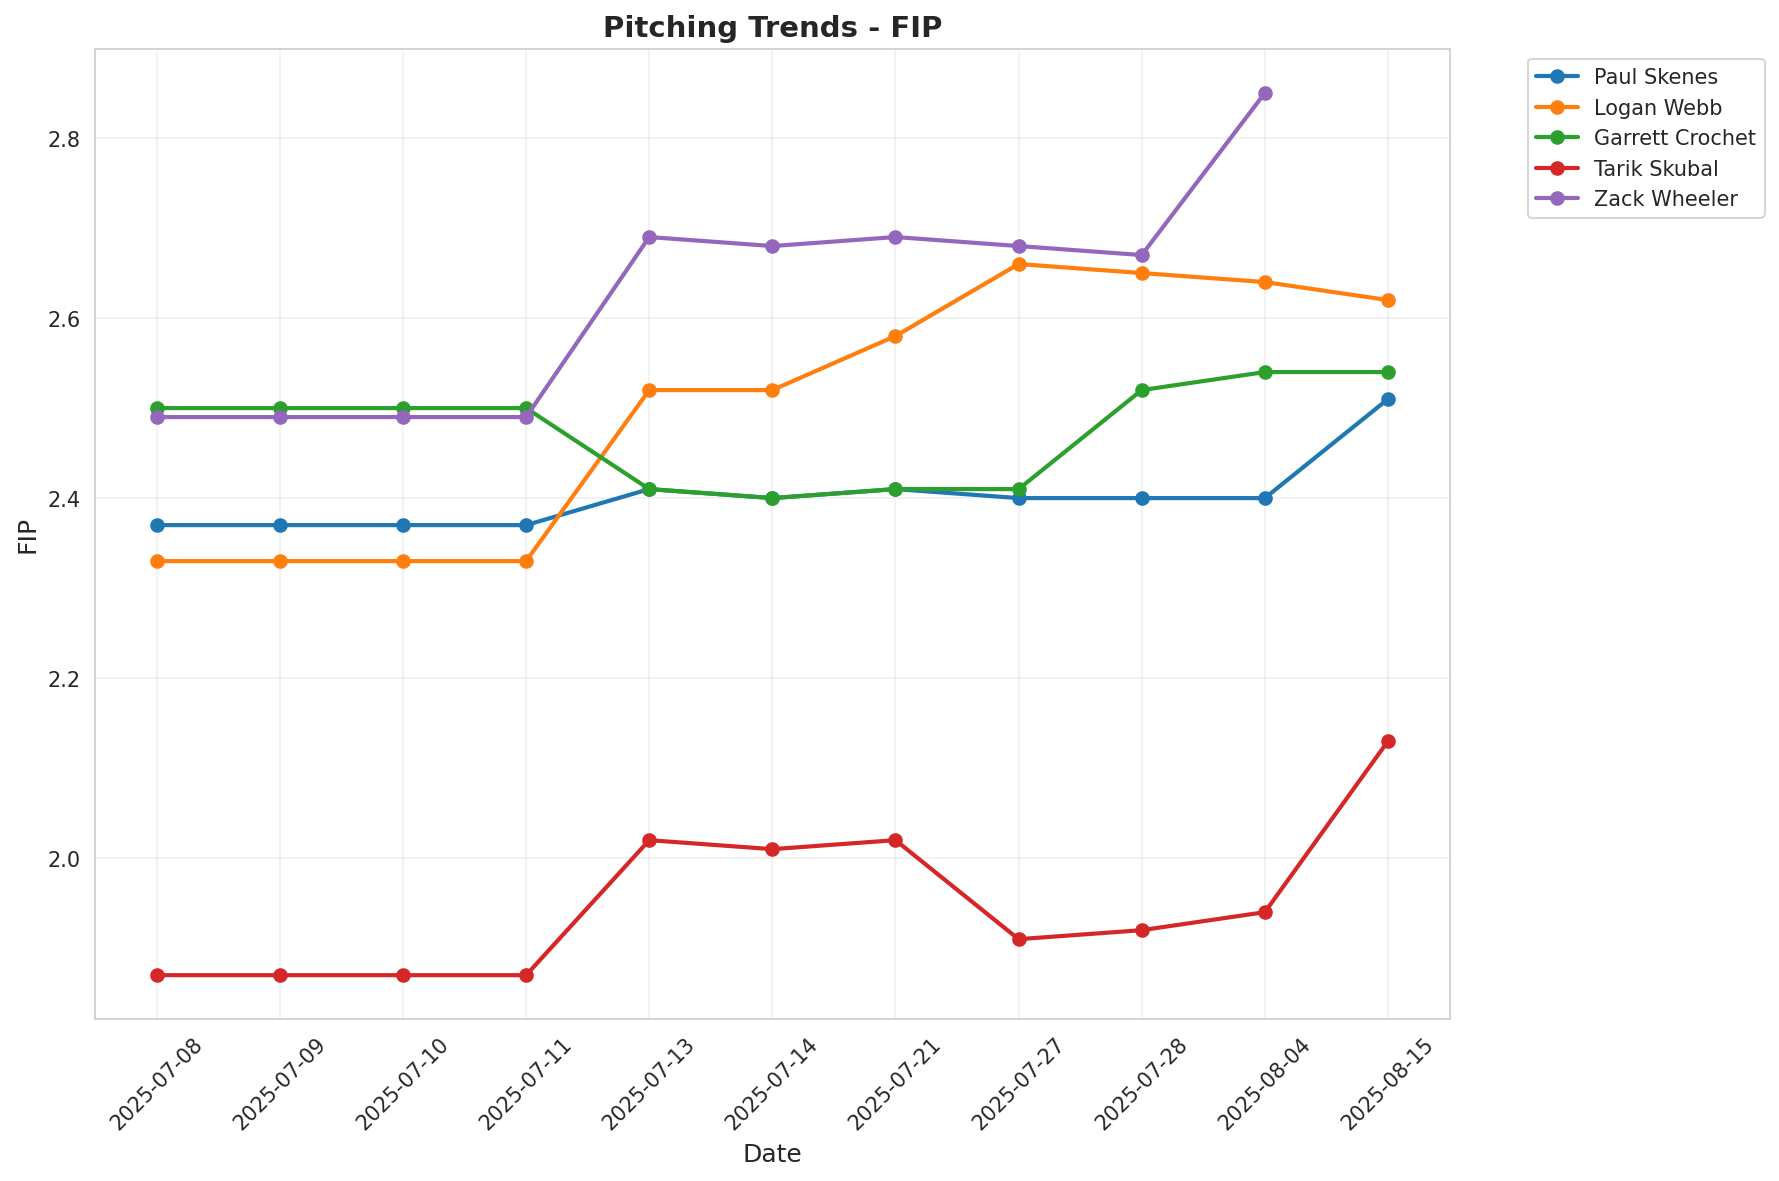 Pitching Trends - FIP
Paul Skenes
Logan Webb
Garrett Crochet
Tarik Skubal
Zack Wheeler
FIP
2.8
2.6
2.4
2.2
2.0
2025-07-08
2025-07-09
2025-07-10
2025-07-11
2025-07-13
2025-07-14
2025-07-21
2025-07-27
2025-07-28
2025-08-04
2025-08-15
Date